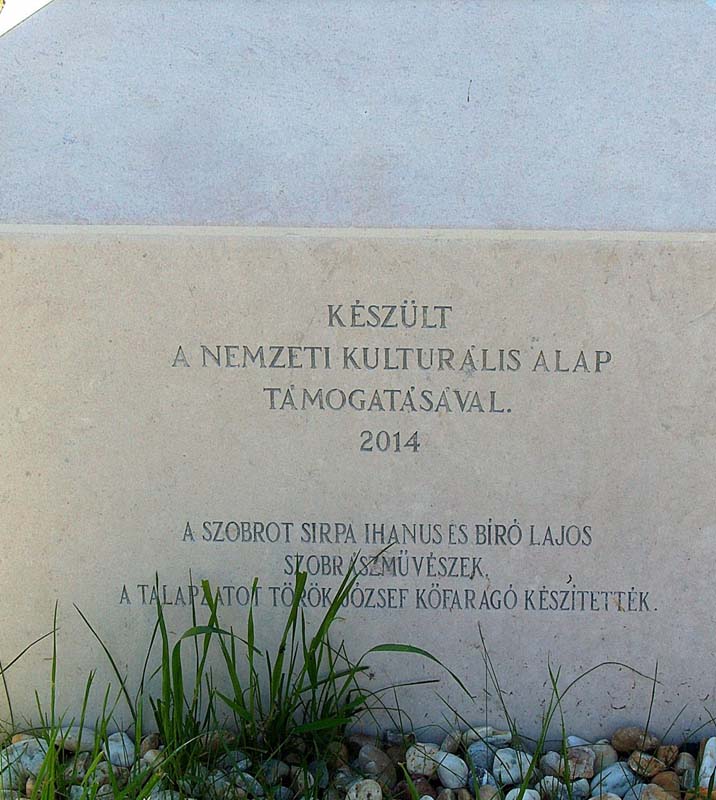 KÉSZÜLT
A NEMZETI KULTURÁLIS ALAP
TÁMOGATÁSÁVAL.
2014
A SZOBROT SIRPA IHANUS ÉS BÍRÓ LAJOS
SZOBRÁSZMŰVÉSZEK.
A TALAPZATOT TÖRÖK JÓZSEF KŐFARAGÓ KÉSZÍTETTÉK.